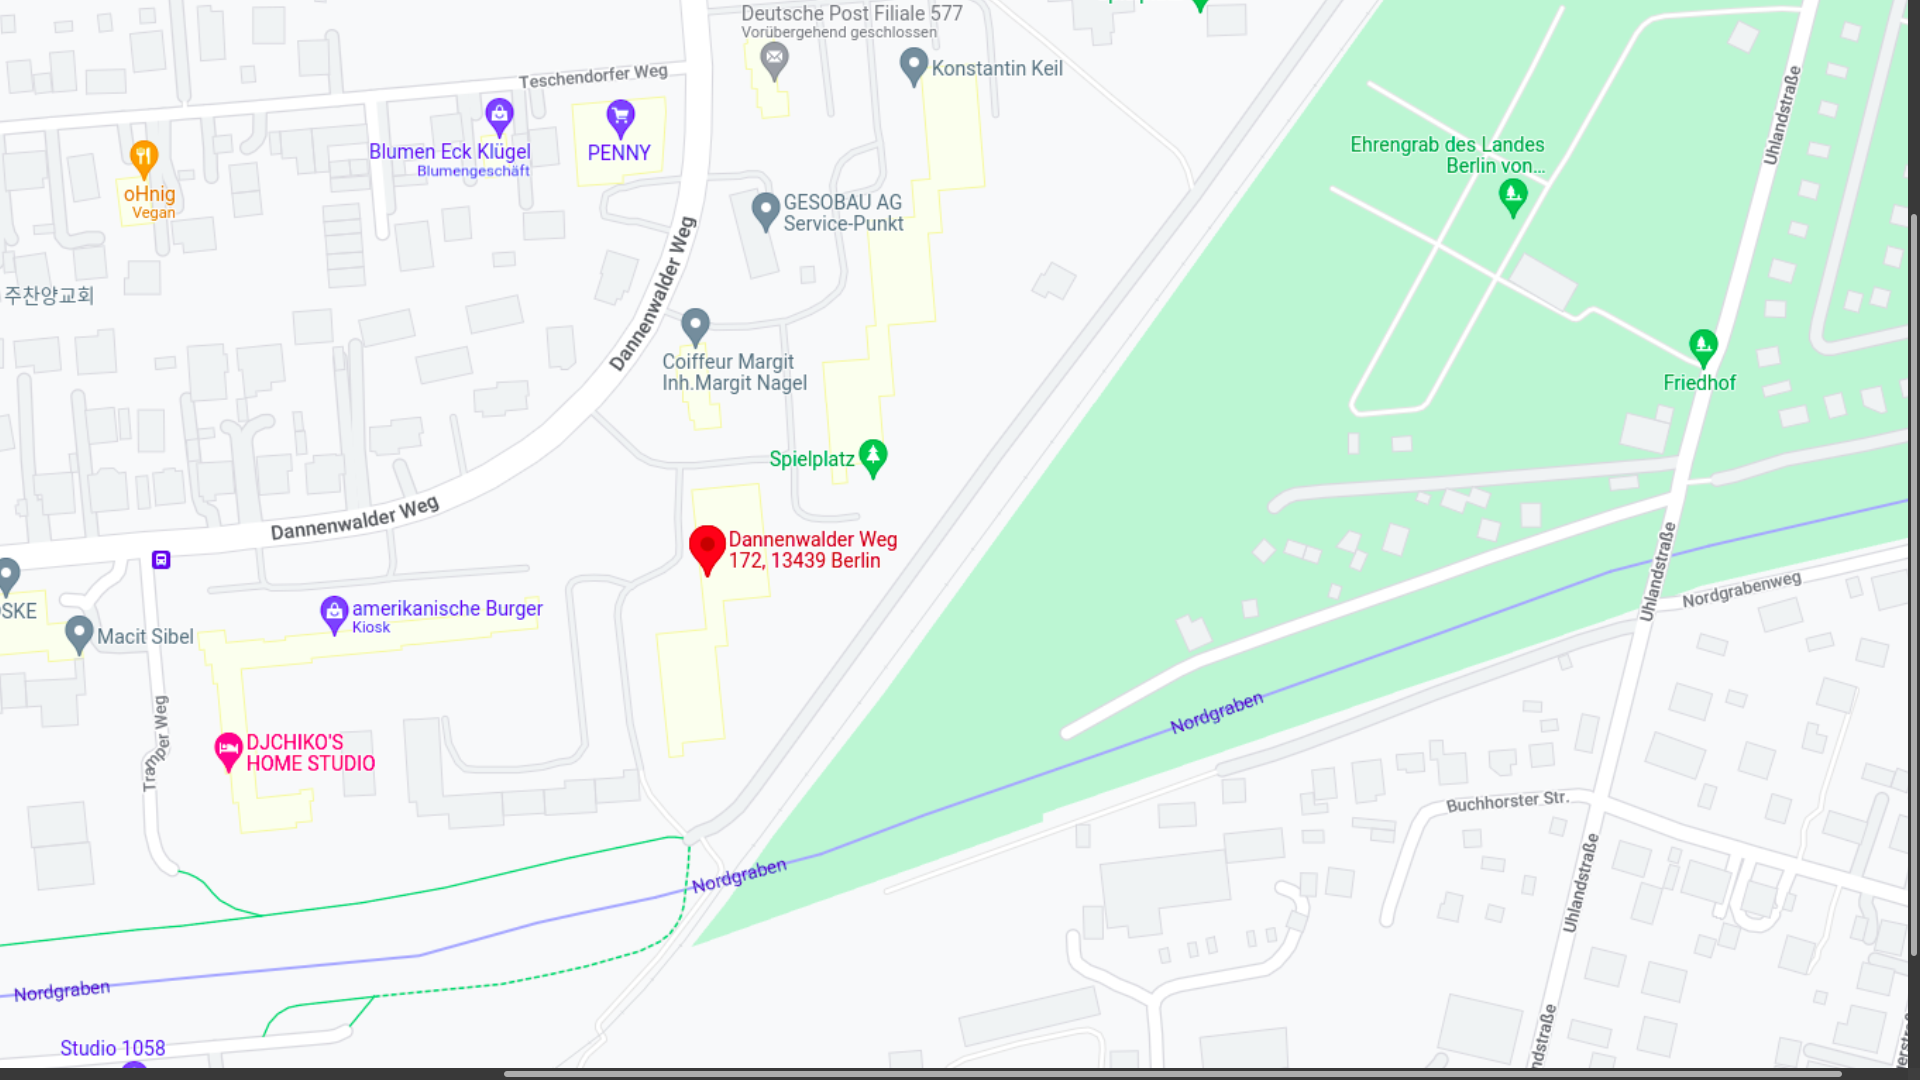 Deutsche Post Filiale 577
Vorübergehend geschlossen
Teschendorfer Weg
Konstantin Keil
Uhlandstraße
Blumen Eck Klügel
Blumengeschäft
PENNY
Ehrengrab des Landes
Berlin von...
oHnig
Vegan
GESOBAU AG
Service-Punkt
Dannenwalder Weg
주찬양교회
Coiffeur Margit
Inh.Margit Nagel
Friedhof
Spielplatz
Dannenwalder Weg
Dannenwalder Weg
172, 13439 Berlin
Uhlandstraße
Nordgrabenweg
OSKE
amerikanische Burger
Kiosk
Macit Sibel
Nordgraben
Tramper Weg
DJCHIKO'S
HOME STUDIO
Buchhorster Str.
Nordgraben
Uhlandstraße
Nordgraben
ndstraße
Studio 1058